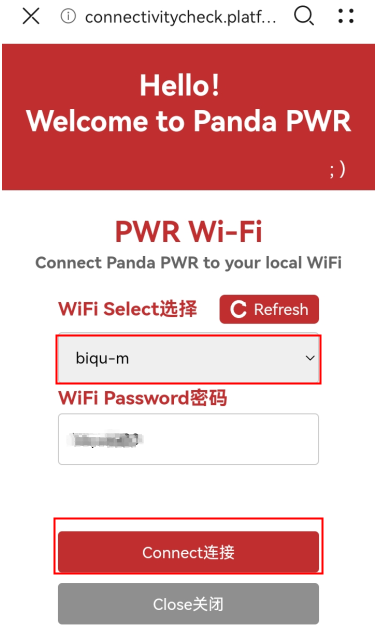 connectivitycheck.platf...
Hello!
Welcome to Panda PWR
; )
PWR Wi-Fi
Connect Panda PWR to your local WiFi
WiFi Select选择
Refresh
biqu-m
WiFi Password密码
Connect连接
Close关闭